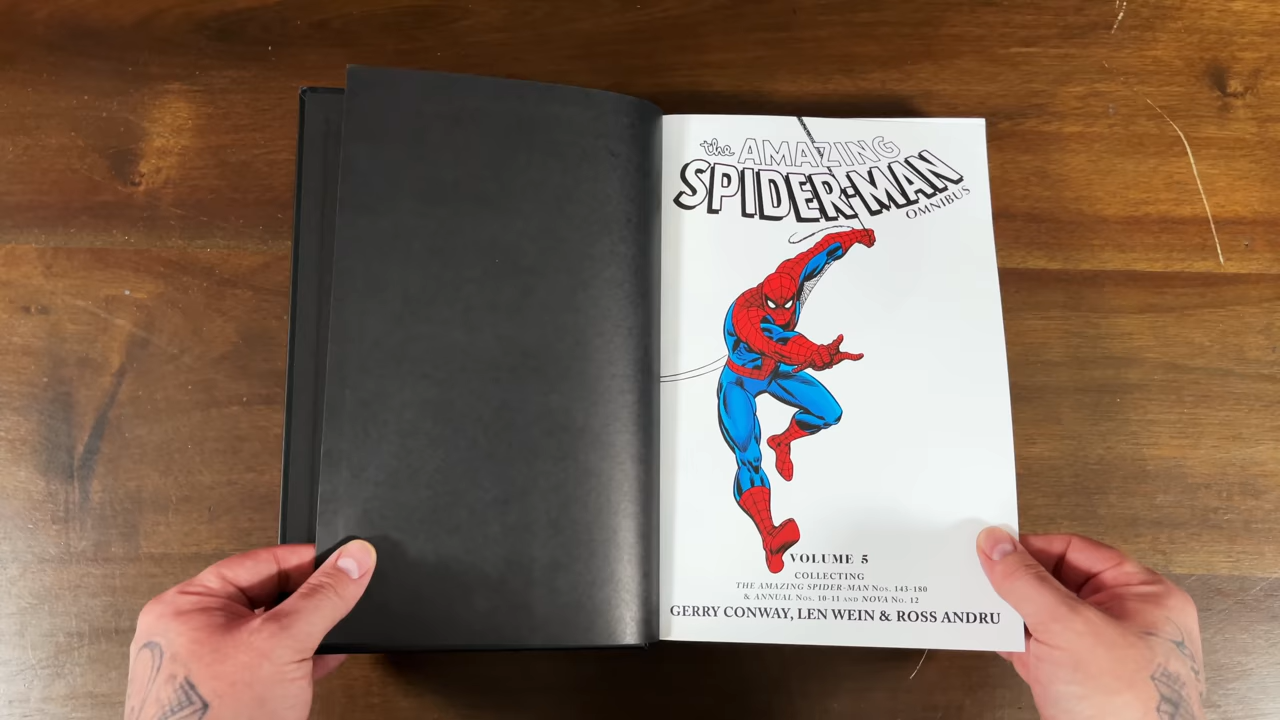 the AMAZING
SPIDER-MAN
OMNIBUS
VOLUME 5
COLLECTING
THE AMAZING SPIDER-MAN Nos. 143-180
& ANNUAL Nos. 10-11 AND NOVA No. 12
GERRY CONWAY, LEN WEIN & ROSS ANDRU